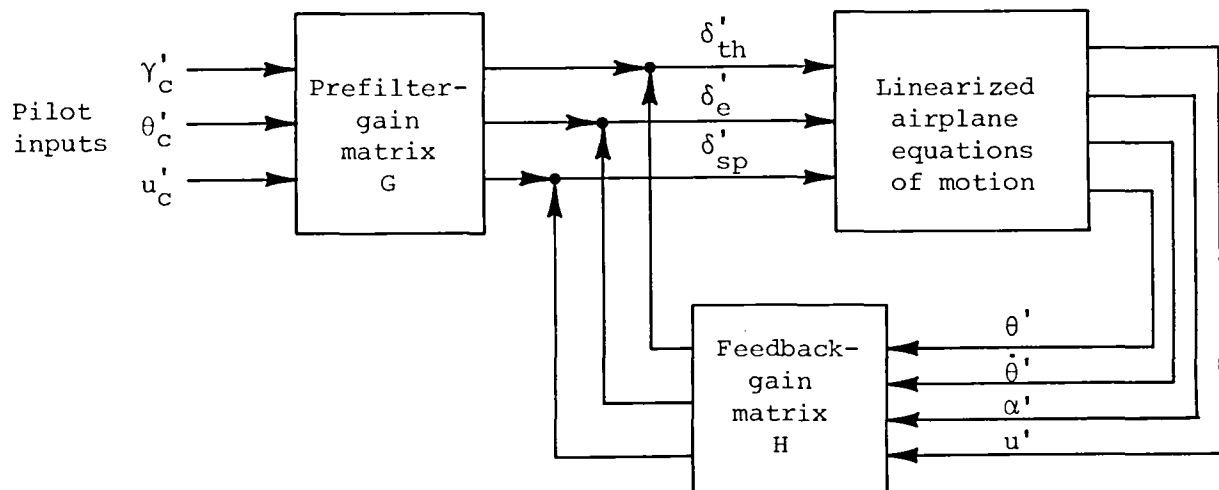 Pilot
inputs
γ'c
θ'c
u'c
Prefilter-
gain
matrix
G
δ'th
δ'e
δ'sp
Linearized
airplane
equations
of motion
Feedback-
gain
matrix
H
θ'
θ̇'
α'
u'